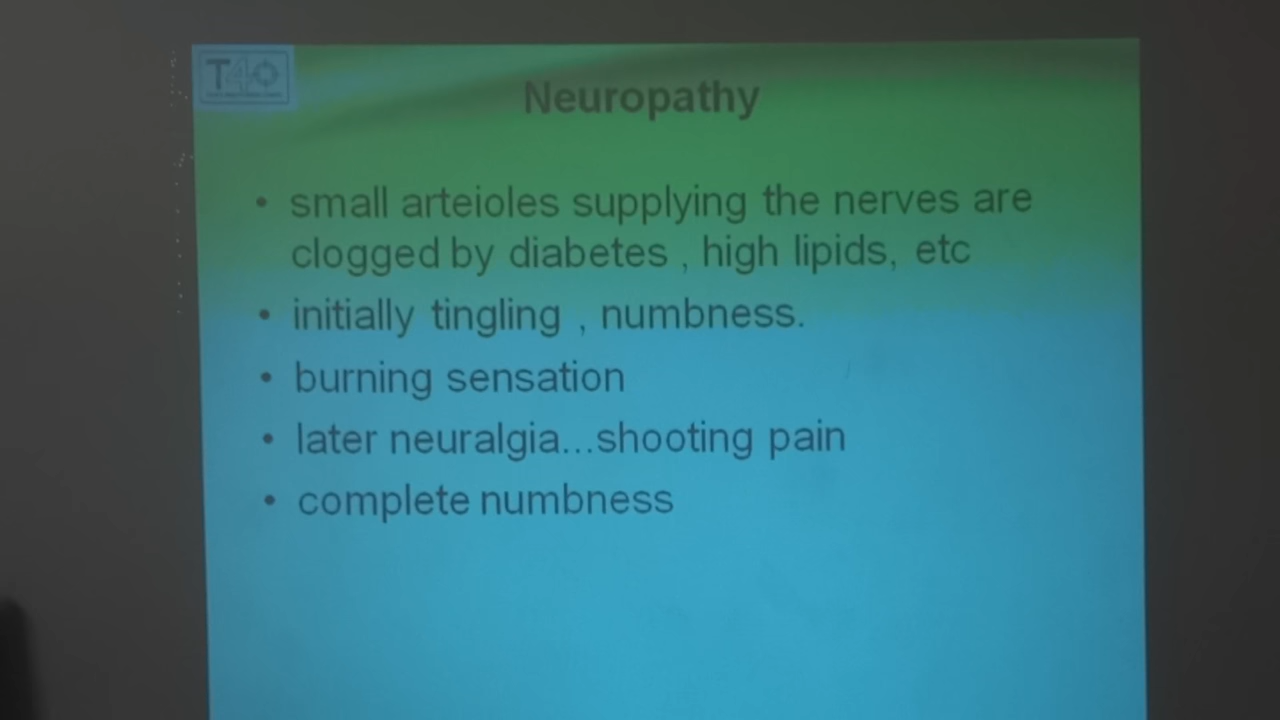 T40
Neuropathy
• small arteioles supplying the nerves are
clogged by diabetes , high lipids, etc
• initially tingling , numbness.
• burning sensation
• later neuralgia...shooting pain
• complete numbness